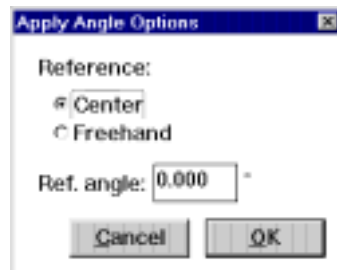 Apply Angle Options
Reference:
Center
Freehand
Ref. angle: 0.000 °
Cancel OK